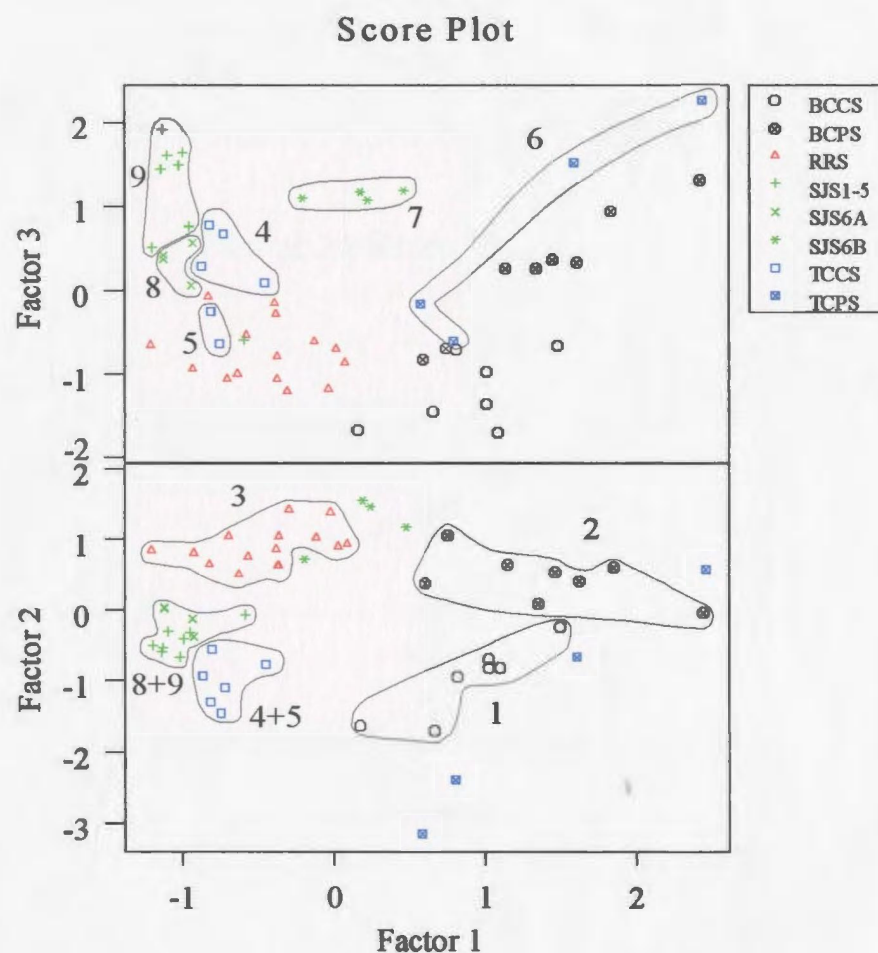 Score Plot
Factor 3
2
1
0
-1
-2
9
4
8
5
7
6
BCCS
BCPS
RRS
SJS1-5
SJS6A
SJS6B
TCCS
TCPS
Factor 2
2
1
0
-1
-2
-3
3
2
8+9
4+5
1
-1
0
1
2
Factor 1